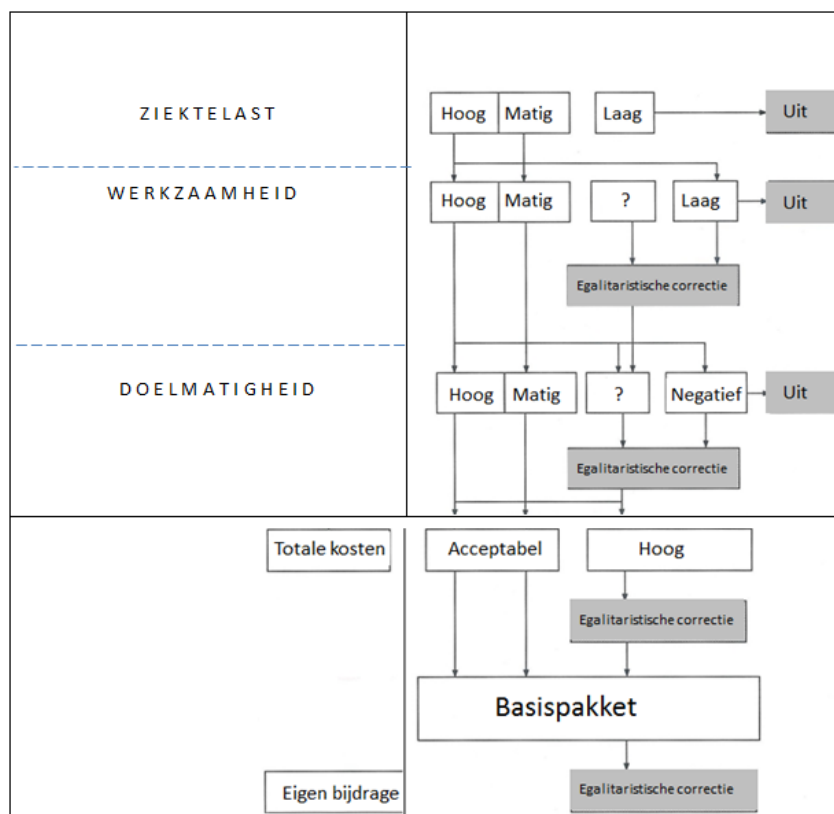 ZIEKTELAST
Hoog Matig Laag Uit
WERKZAAMHEID
Hoog Matig ? Laag Uit
Egalitaristische correctie
DOELMATIGHEID
Hoog Matig ? Negatief Uit
Egalitaristische correctie
Totale kosten Acceptabel Hoog
Egalitaristische correctie
Basispakket
Eigen bijdrage Egalitaristische correctie